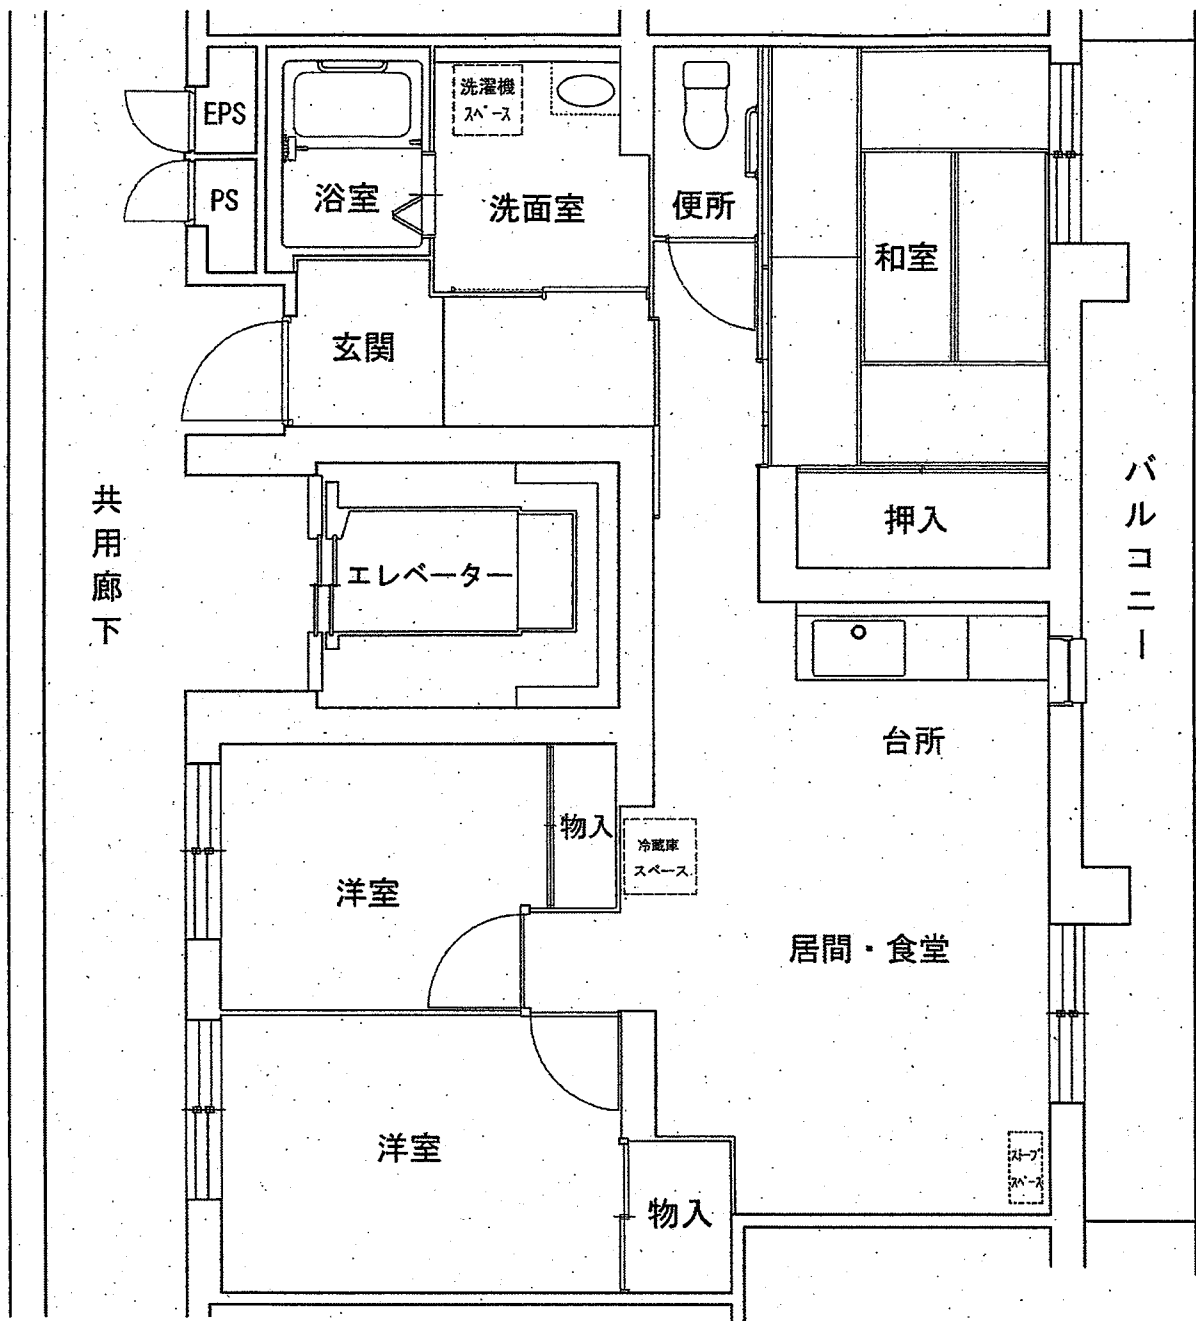 EPS
PS
浴室
洗濯機
スペース
洗面室
便所
和室
玄関
押入
エレベーター
共用廊下
バルコニー
台所
物入
冷蔵庫
スペース
洋室
居間・食堂
洋室
物入
ストーブ
スペース